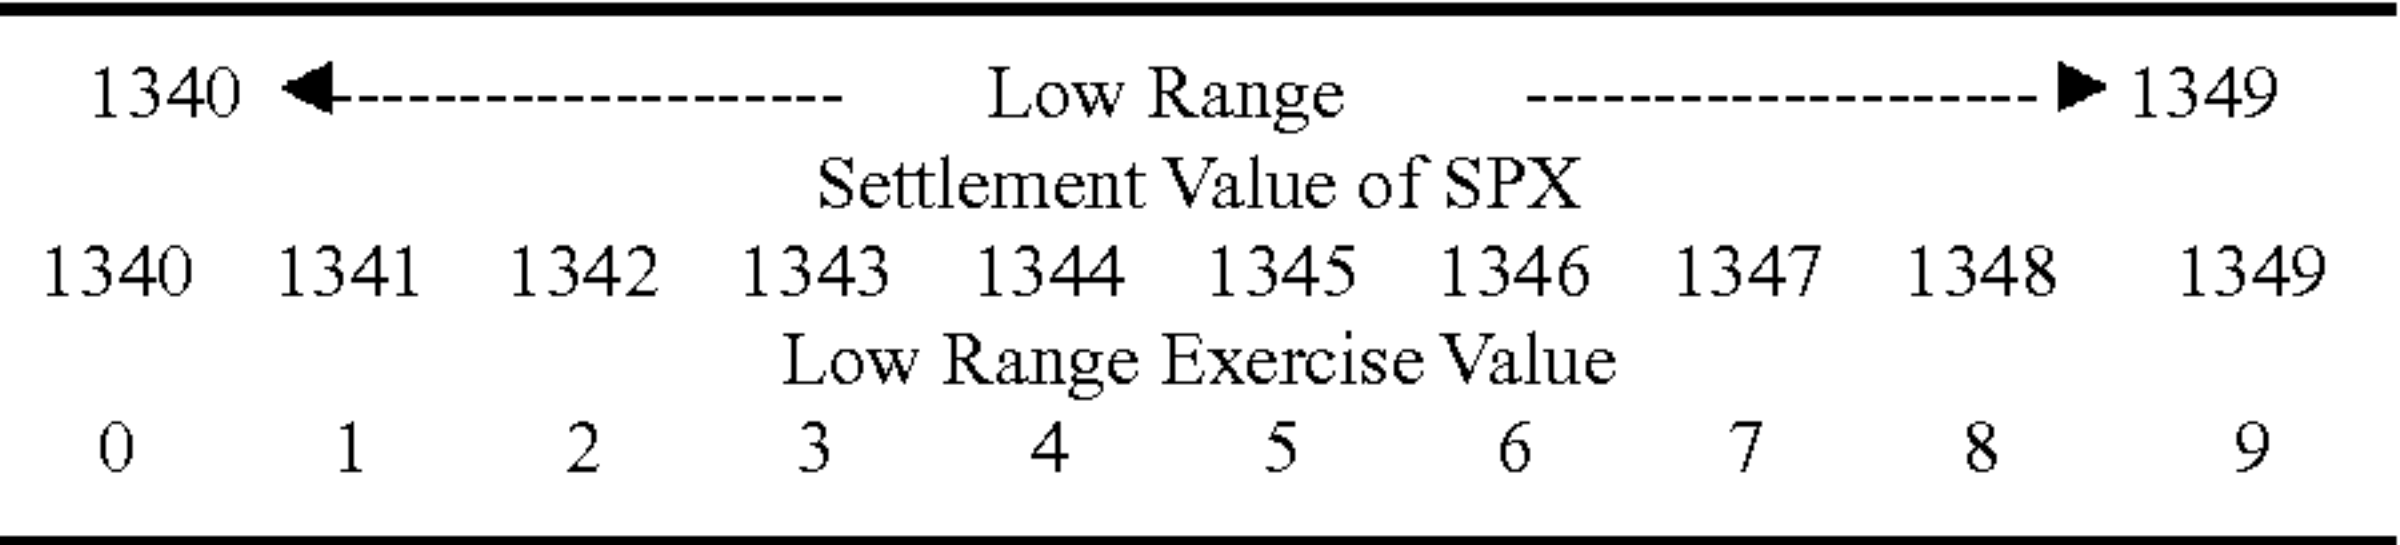 1340 ◄-------------------- Low Range --------------------► 1349
Settlement Value of SPX
1340 1341 1342 1343 1344 1345 1346 1347 1348 1349
Low Range Exercise Value
0 1 2 3 4 5 6 7 8 9